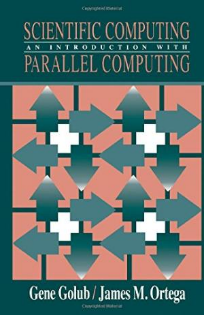 SCIENTIFIC COMPUTING
AN INTRODUCTION WITH
PARALLEL COMPUTING
Gene Golub/James M. Ortega